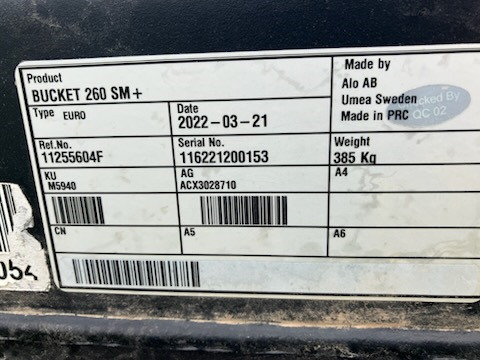 Product
BUCKET 260 SM+
Made by
Alo AB
Umea Sweden
Made in PRC
Checked By
QC 02
Type EURO
Date
2022-03-21
Ref.No.
11255604F
Serial No.
116221200153
Weight
385 Kg
KU
M5940
AG
ACX3028710
A4
CN
A5
A6